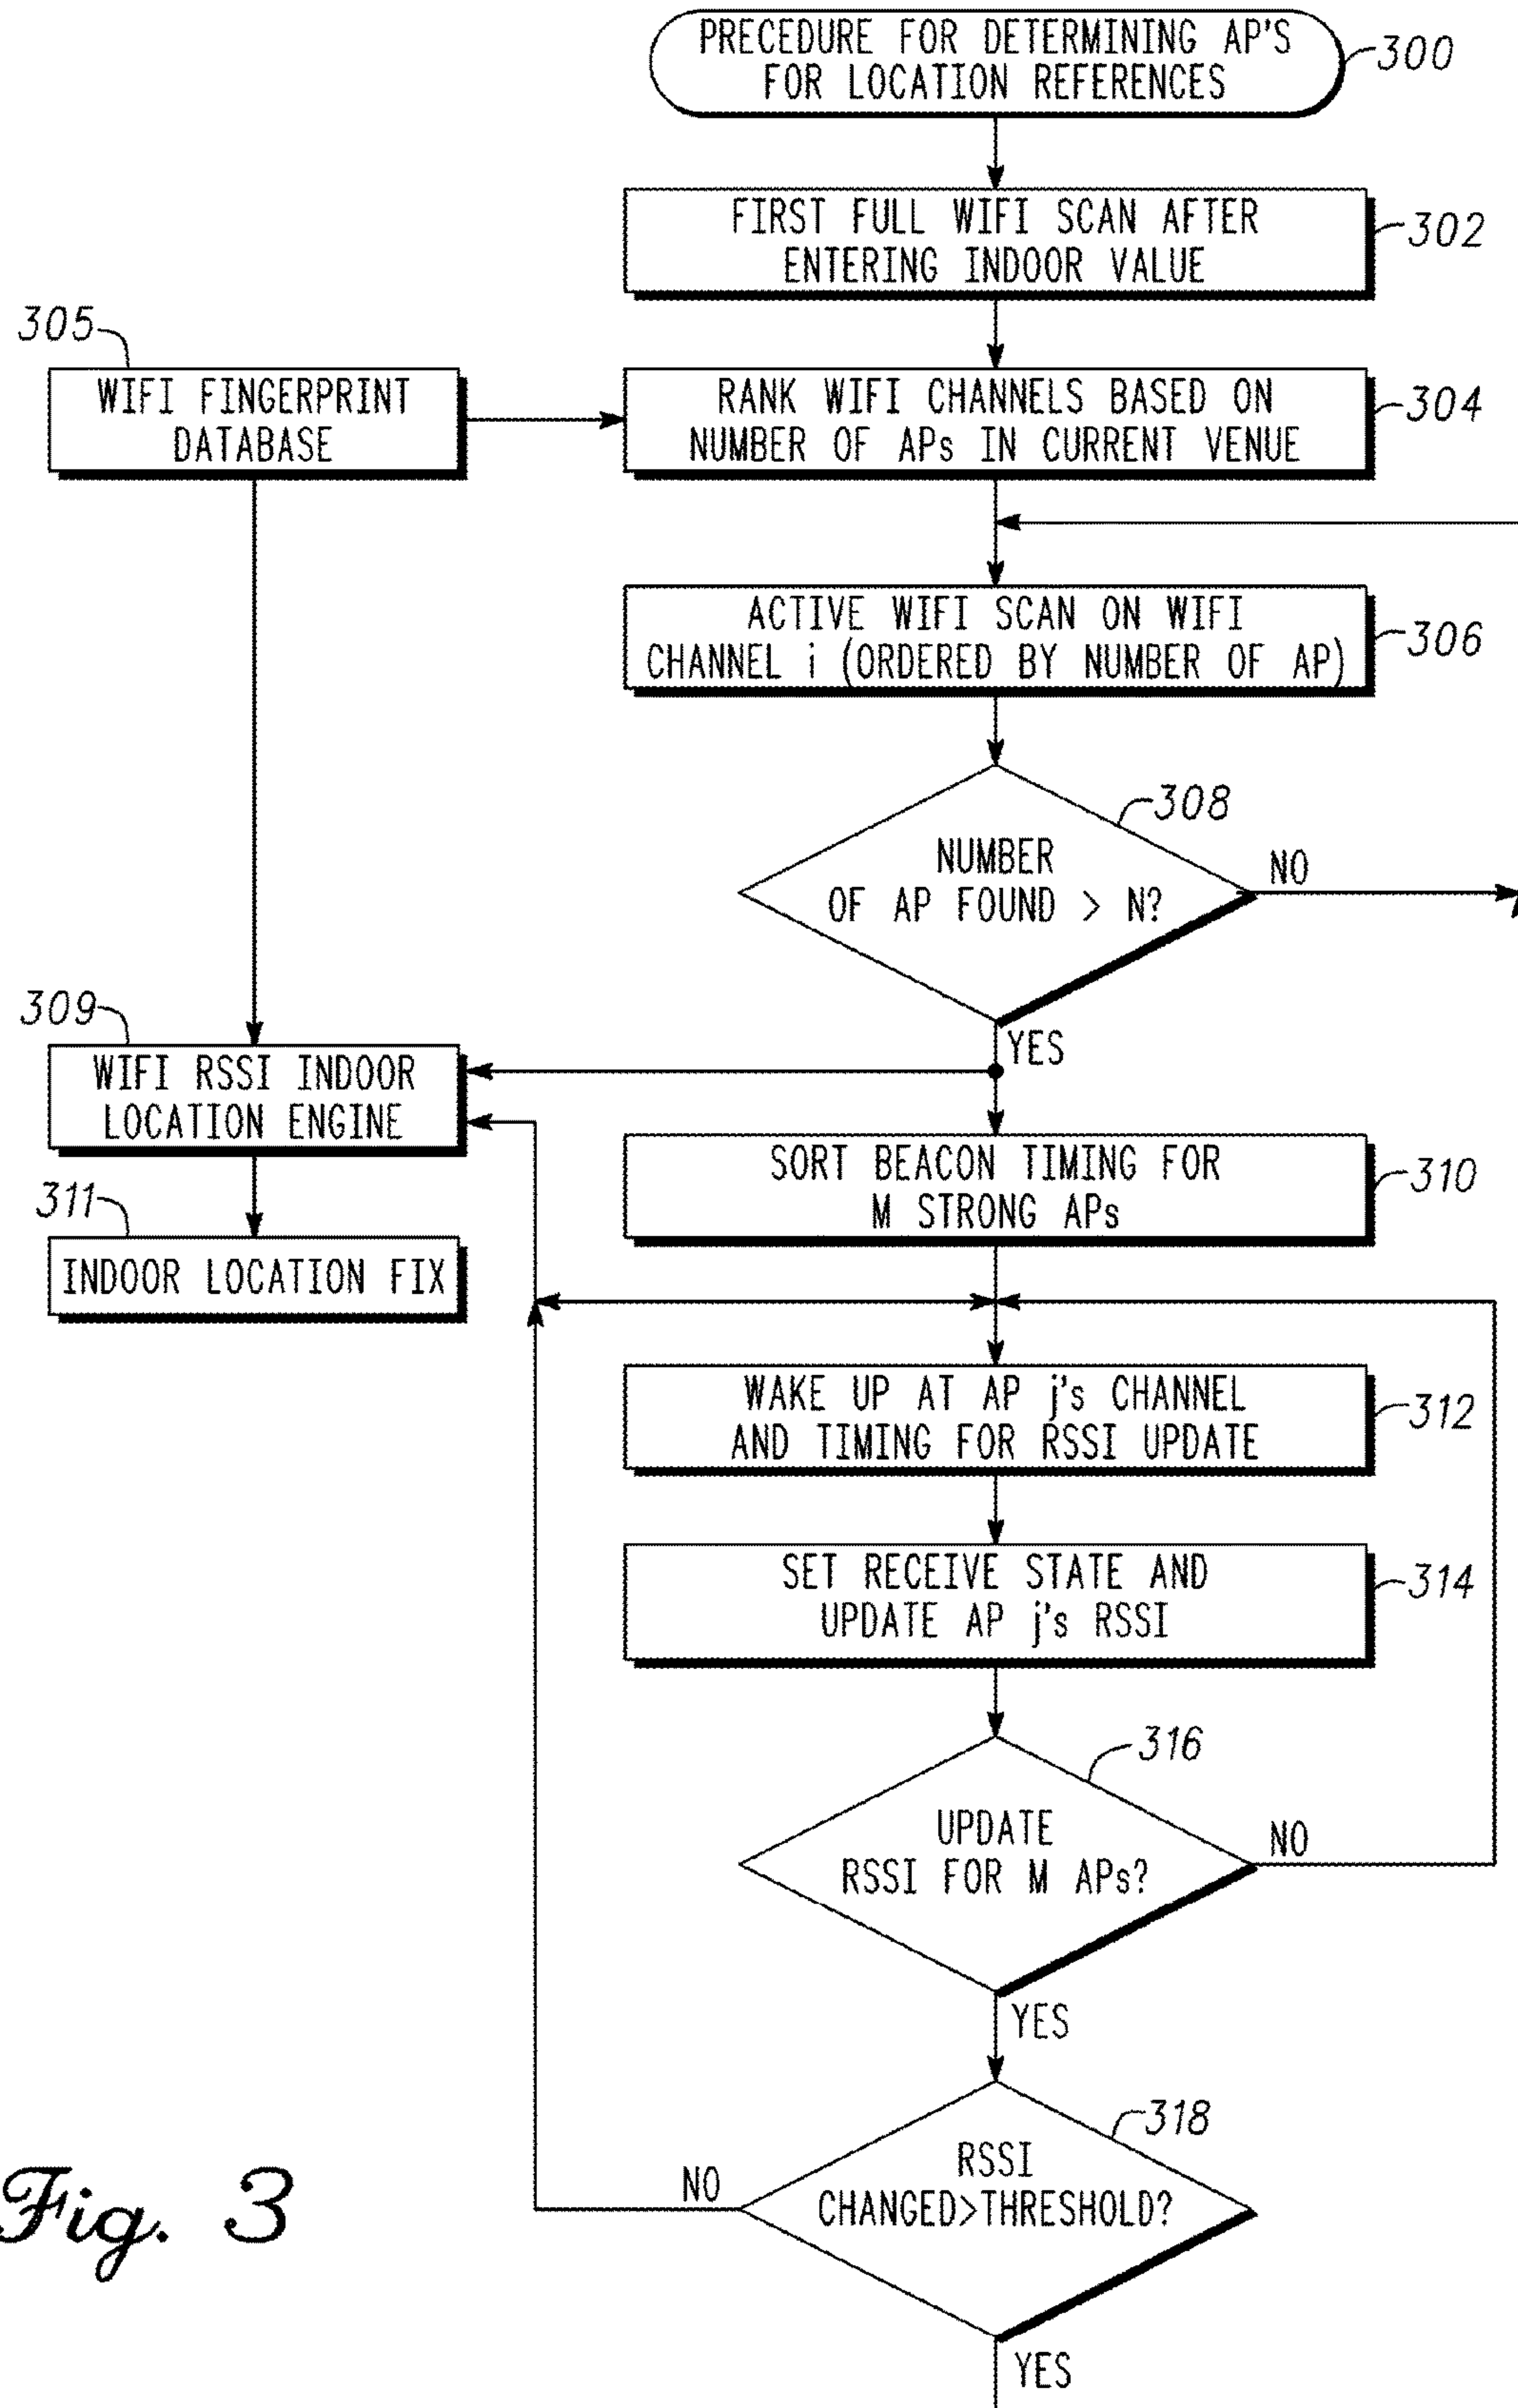 PRECEDURE FOR DETERMINING AP'S
FOR LOCATION REFERENCES
300
FIRST FULL WIFI SCAN AFTER
ENTERING INDOOR VALUE
302
305
WIFI FINGERPRINT
DATABASE
RANK WIFI CHANNELS BASED ON
NUMBER OF APs IN CURRENT VENUE
304
ACTIVE WIFI SCAN ON WIFI
CHANNEL i (ORDERED BY NUMBER OF AP)
306
308
NUMBER
OF AP FOUND > N?
NO
YES
309
WIFI RSSI INDOOR
LOCATION ENGINE
SORT BEACON TIMING FOR
M STRONG APs
310
311
INDOOR LOCATION FIX
WAKE UP AT AP j's CHANNEL
AND TIMING FOR RSSI UPDATE
312
SET RECEIVE STATE AND
UPDATE AP j's RSSI
314
316
UPDATE
RSSI FOR M APs?
NO
YES
318
RSSI
CHANGED>THRESHOLD?
NO
YES
Fig. 3